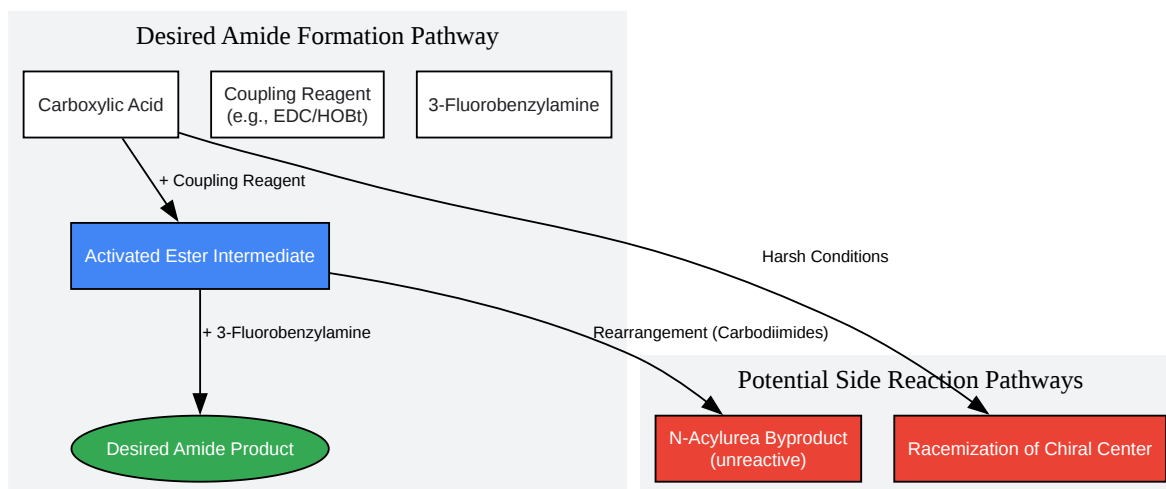 Desired Amide Formation Pathway
Carboxylic Acid
Coupling Reagent
(e.g., EDC/HOBt)
3-Fluorobenzylamine
+ Coupling Reagent
Activated Ester Intermediate
Harsh Conditions
+ 3-Fluorobenzylamine
Rearrangement (Carbodiimides)
Potential Side Reaction Pathways
Desired Amide Product
N-Acylurea Byproduct
(unreactive)
Racemization of Chiral Center